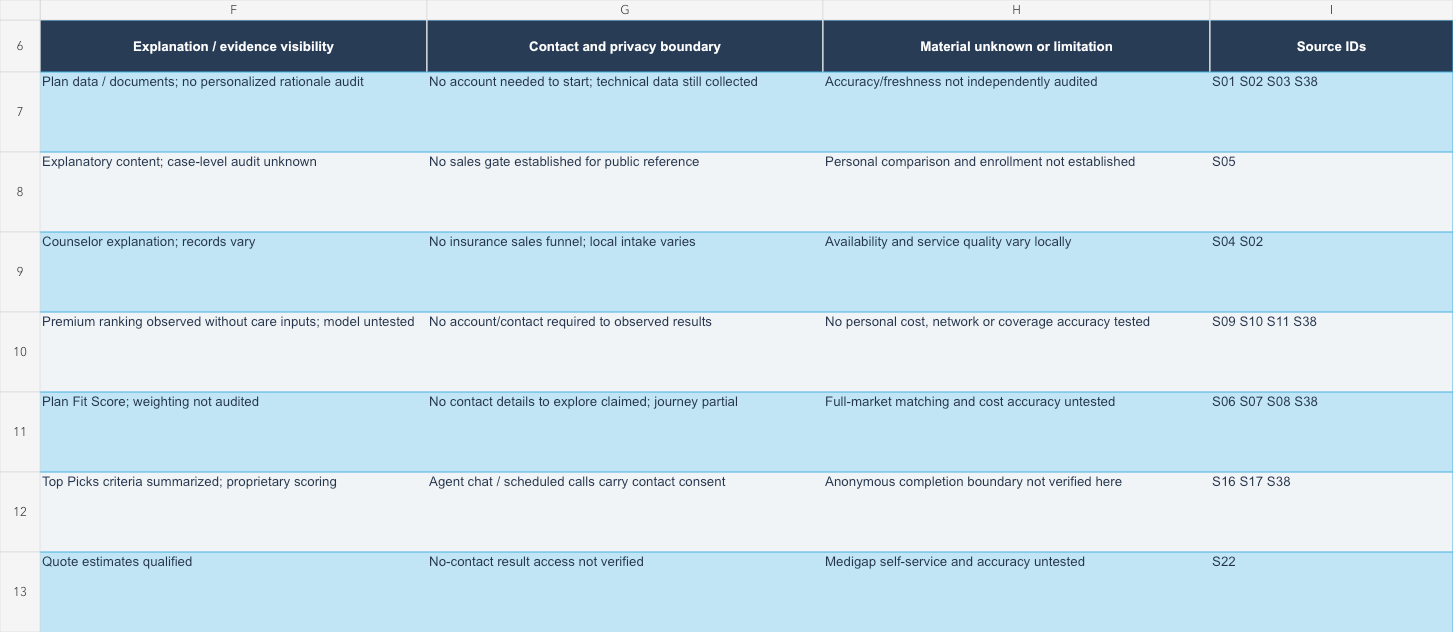 F G H I
6 Explanation / evidence visibility Contact and privacy boundary Material unknown or limitation Source IDs
7 Plan data / documents; no personalized rationale audit No account needed to start; technical data still collected Accuracy/freshness not independently audited S01 S02 S03 S38
8 Explanatory content; case-level audit unknown No sales gate established for public reference Personal comparison and enrollment not established S05
9 Counselor explanation; records vary No insurance sales funnel; local intake varies Availability and service quality vary locally S04 S02
10 Premium ranking observed without care inputs; model untested No account/contact required to observed results No personal cost, network or coverage accuracy tested S09 S10 S11 S38
11 Plan Fit Score; weighting not audited No contact details to explore claimed; journey partial Full-market matching and cost accuracy untested S06 S07 S08 S38
12 Top Picks criteria summarized; proprietary scoring Agent chat / scheduled calls carry contact consent Anonymous completion boundary not verified here S16 S17 S38
13 Quote estimates qualified No-contact result access not verified Medigap self-service and accuracy untested S22